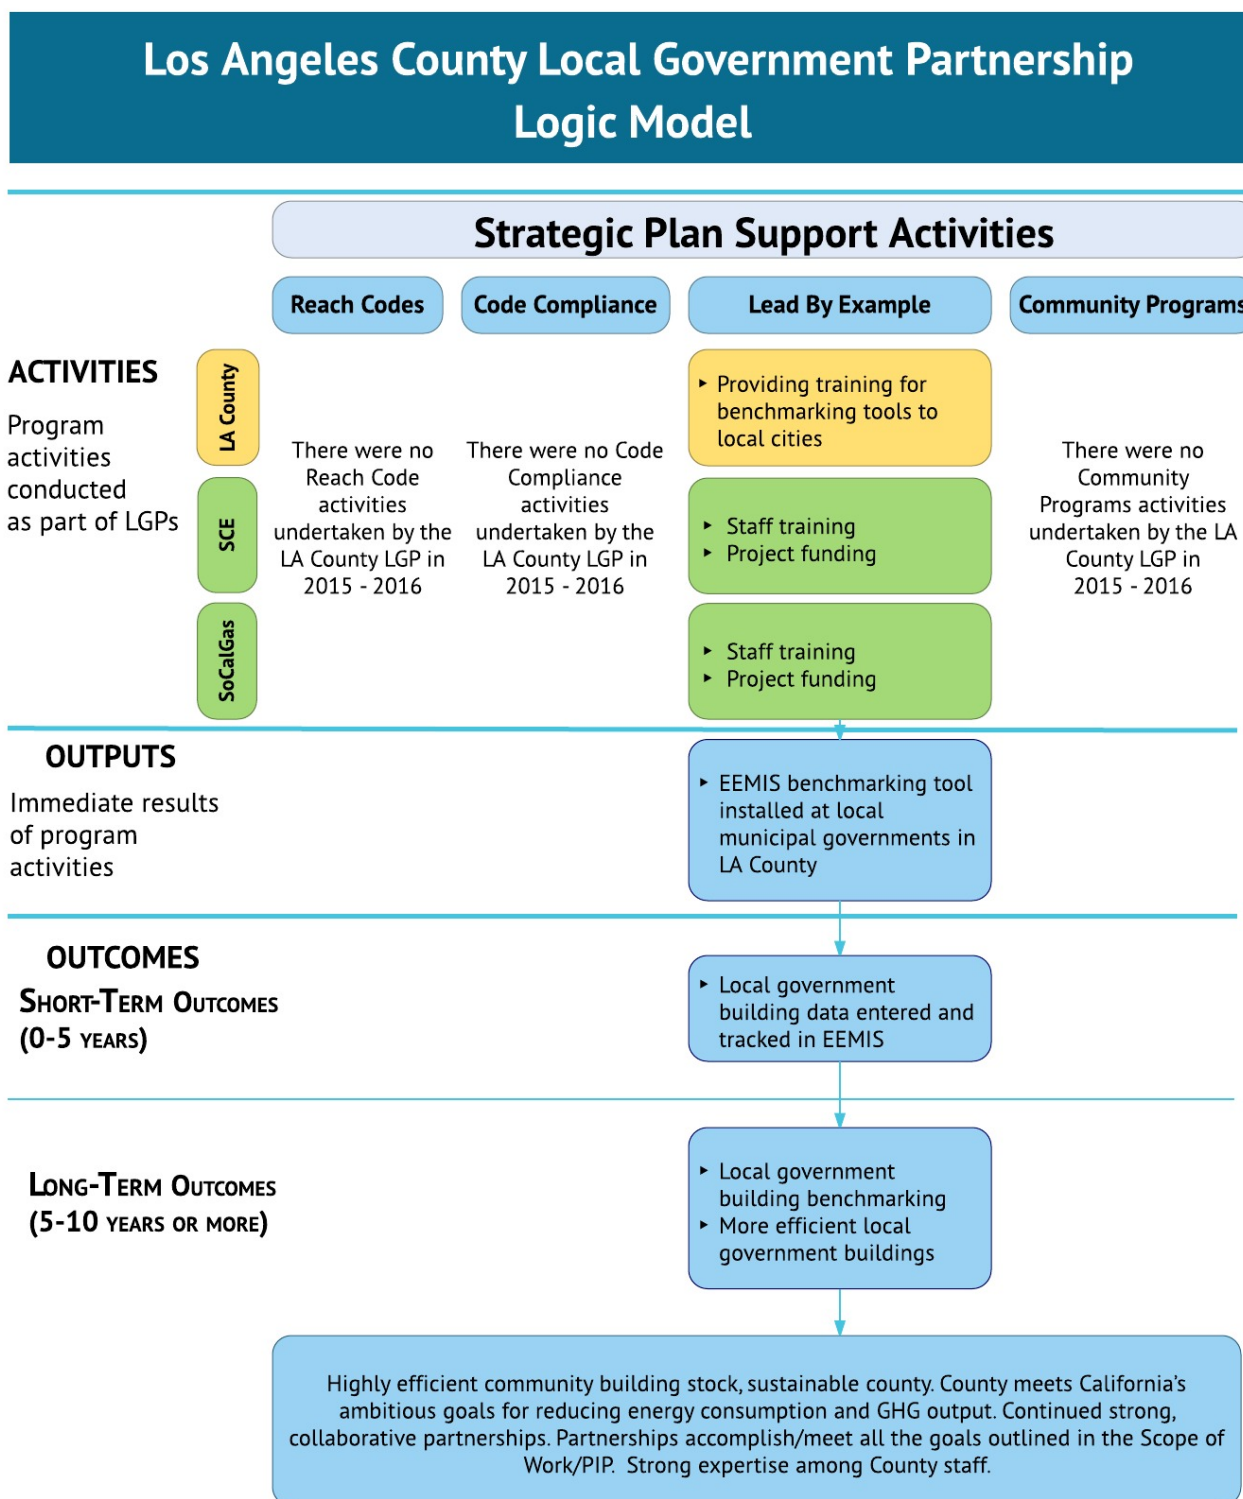 Los Angeles County Local Government Partnership
Logic Model
Strategic Plan Support Activities
Reach Codes
Code Compliance
Lead By Example
Community Programs
ACTIVITIES
Program
activities
conducted
as part of LGPs
LA County
SCE
SoCalGas
There were no
Reach Code
activities
undertaken by the
LA County LGP in
2015 - 2016
There were no Code
Compliance
activities
undertaken by the
LA County LGP in
2015 - 2016
‣ Providing training for
benchmarking tools to
local cities
‣ Staff training
‣ Project funding
‣ Staff training
‣ Project funding
There were no
Community
Programs activities
undertaken by the LA
County LGP in
2015 - 2016
OUTPUTS
Immediate results
of program
activities
‣ EEMIS benchmarking tool
installed at local
municipal governments in
LA County
OUTCOMES
SHORT-TERM OUTCOMES
(0-5 YEARS)
‣ Local government
building data entered and
tracked in EEMIS
LONG-TERM OUTCOMES
(5-10 YEARS OR MORE)
‣ Local government
building benchmarking
‣ More efficient local
government buildings
Highly efficient community building stock, sustainable county. County meets California's
ambitious goals for reducing energy consumption and GHG output. Continued strong,
collaborative partnerships. Partnerships accomplish/meet all the goals outlined in the Scope of
Work/PIP. Strong expertise among County staff.